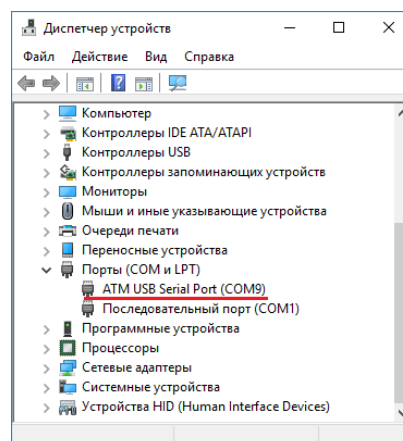 Диспетчер устройств
Файл Действие Вид Справка
Компьютер
Контроллеры IDE ATA/ATAPI
Контроллеры USB
Контроллеры запоминающих устройств
Мониторы
Мыши и иные указывающие устройства
Очереди печати
Переносные устройства
Порты (COM и LPT)
ATM USB Serial Port (COM9)
Последовательный порт (COM1)
Программные устройства
Процессоры
Сетевые адаптеры
Системные устройства
Устройства HID (Human Interface Devices)